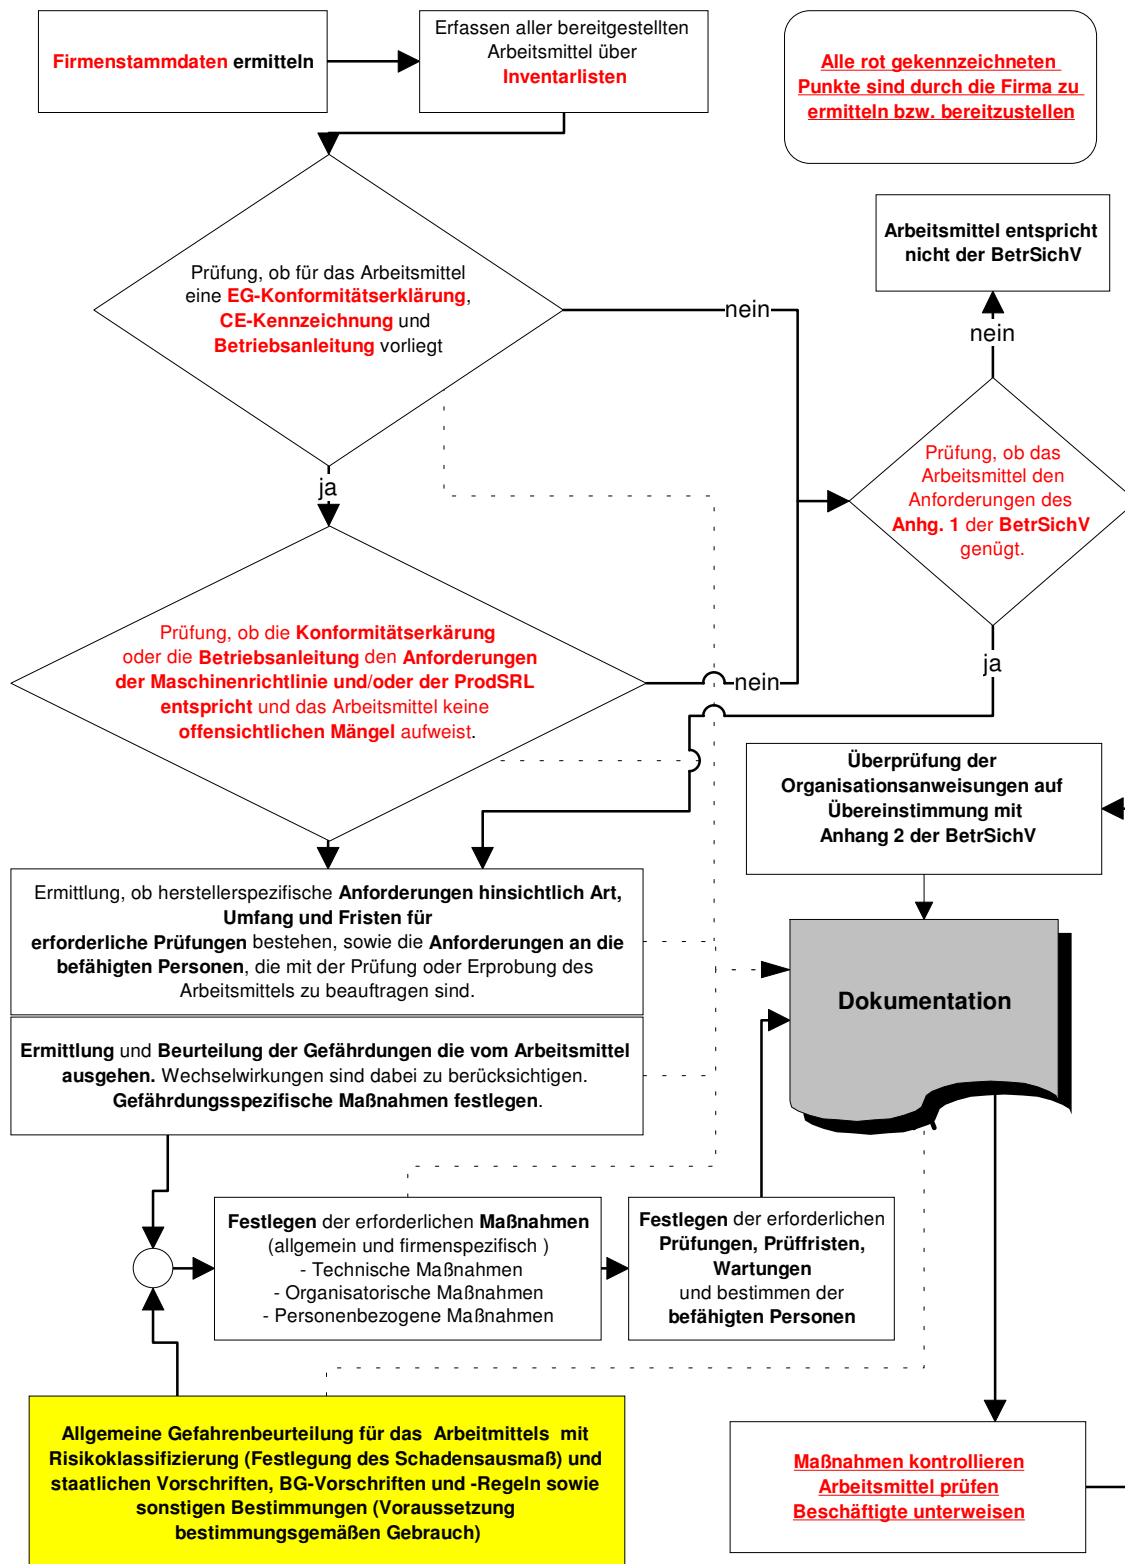 Firmenstammdaten ermitteln
Erfassen aller bereitgestellten
Arbeitsmittel über
Inventarlisten
Alle rot gekennzeichneten
Punkte sind durch die Firma zu
ermitteln bzw. bereitzustellen
Arbeitsmittel entspricht
nicht der BetrSichV
Prüfung, ob für das Arbeitsmittel
eine EG-Konformitätserklärung,
CE-Kennzeichnung und
Betriebsanleitung vorliegt
nein
nein
Prüfung, ob das
Arbeitsmittel den
Anforderungen des
Anhg. 1 der BetrSichV
genügt.
ja
Prüfung, ob die Konformitätserkärung
oder die Betriebsanleitung den Anforderungen
der Maschinenrichtlinie und/oder der ProdSRL
entspricht und das Arbeitsmittel keine
offensichtlichen Mängel aufweist.
nein
ja
Überprüfung der
Organisationsanweisungen auf
Übereinstimmung mit
Anhang 2 der BetrSichV
Ermittlung, ob herstellerspezifische Anforderungen hinsichtlich Art,
Umfang und Fristen für
erforderliche Prüfungen bestehen, sowie die Anforderungen an die
befähigten Personen, die mit der Prüfung oder Erprobung des
Arbeitsmittels zu beauftragen sind.
Dokumentation
Ermittlung und Beurteilung der Gefährdungen die vom Arbeitsmittel
ausgehen. Wechselwirkungen sind dabei zu berücksichtigen.
Gefährdungsspezifische Maßnahmen festlegen.
Festlegen der erforderlichen Maßnahmen
(allgemein und firmenspezifisch )
- Technische Maßnahmen
- Organisatorische Maßnahmen
- Personenbezogene Maßnahmen
Festlegen der erforderlichen
Prüfungen, Prüffristen,
Wartungen
und bestimmen der
befähigten Personen
Allgemeine Gefahrenbeurteilung für das Arbeitmittels mit
Risikoklassifizierung (Festlegung des Schadensausmaß) und
staatlichen Vorschriften, BG-Vorschriften und -Regeln sowie
sonstigen Bestimmungen (Voraussetzung
bestimmungsgemäßen Gebrauch)
Maßnahmen kontrollieren
Arbeitsmittel prüfen
Beschäftigte unterweisen